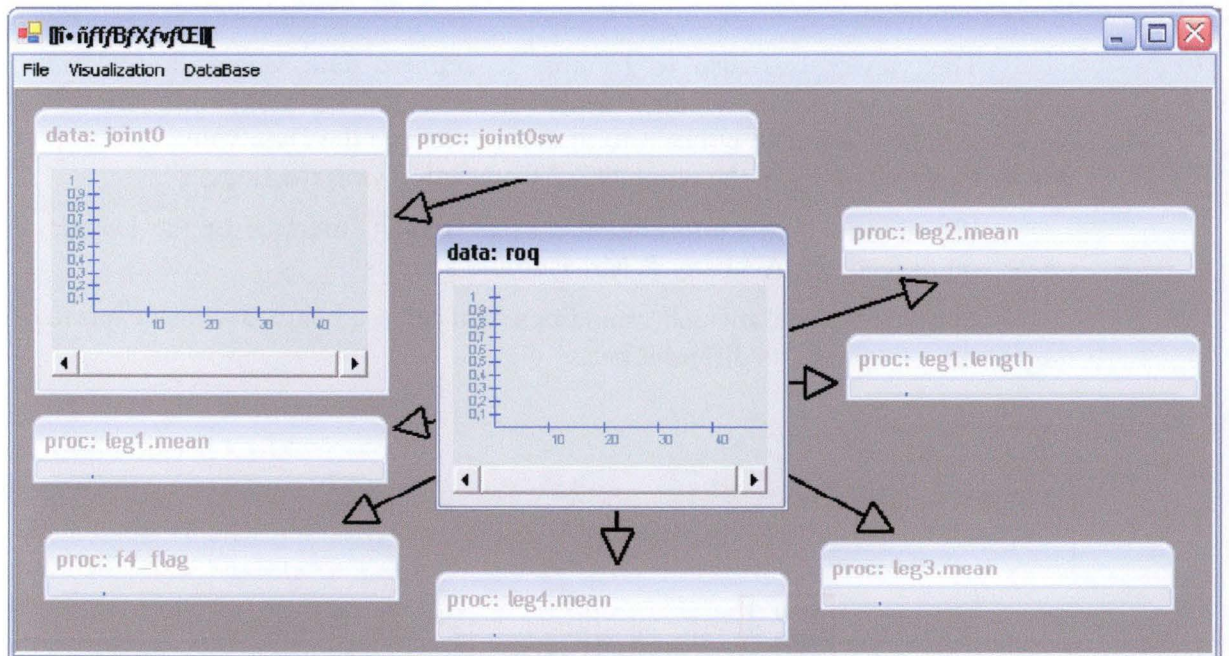 File Visualization DataBase
data: joint0
1
0,9
0,8
0,7
0,6
0,5
0,4
0,3
0,2
0,1
10 20 30 40
proc: joint0sw
data: roq
1
0,9
0,8
0,7
0,6
0,5
0,4
0,3
0,2
0,1
10 20 30 40
proc: leg2.mean
proc: leg1.length
proc: leg1.mean
proc: f4_flag
proc: leg4.mean
proc: leg3.mean